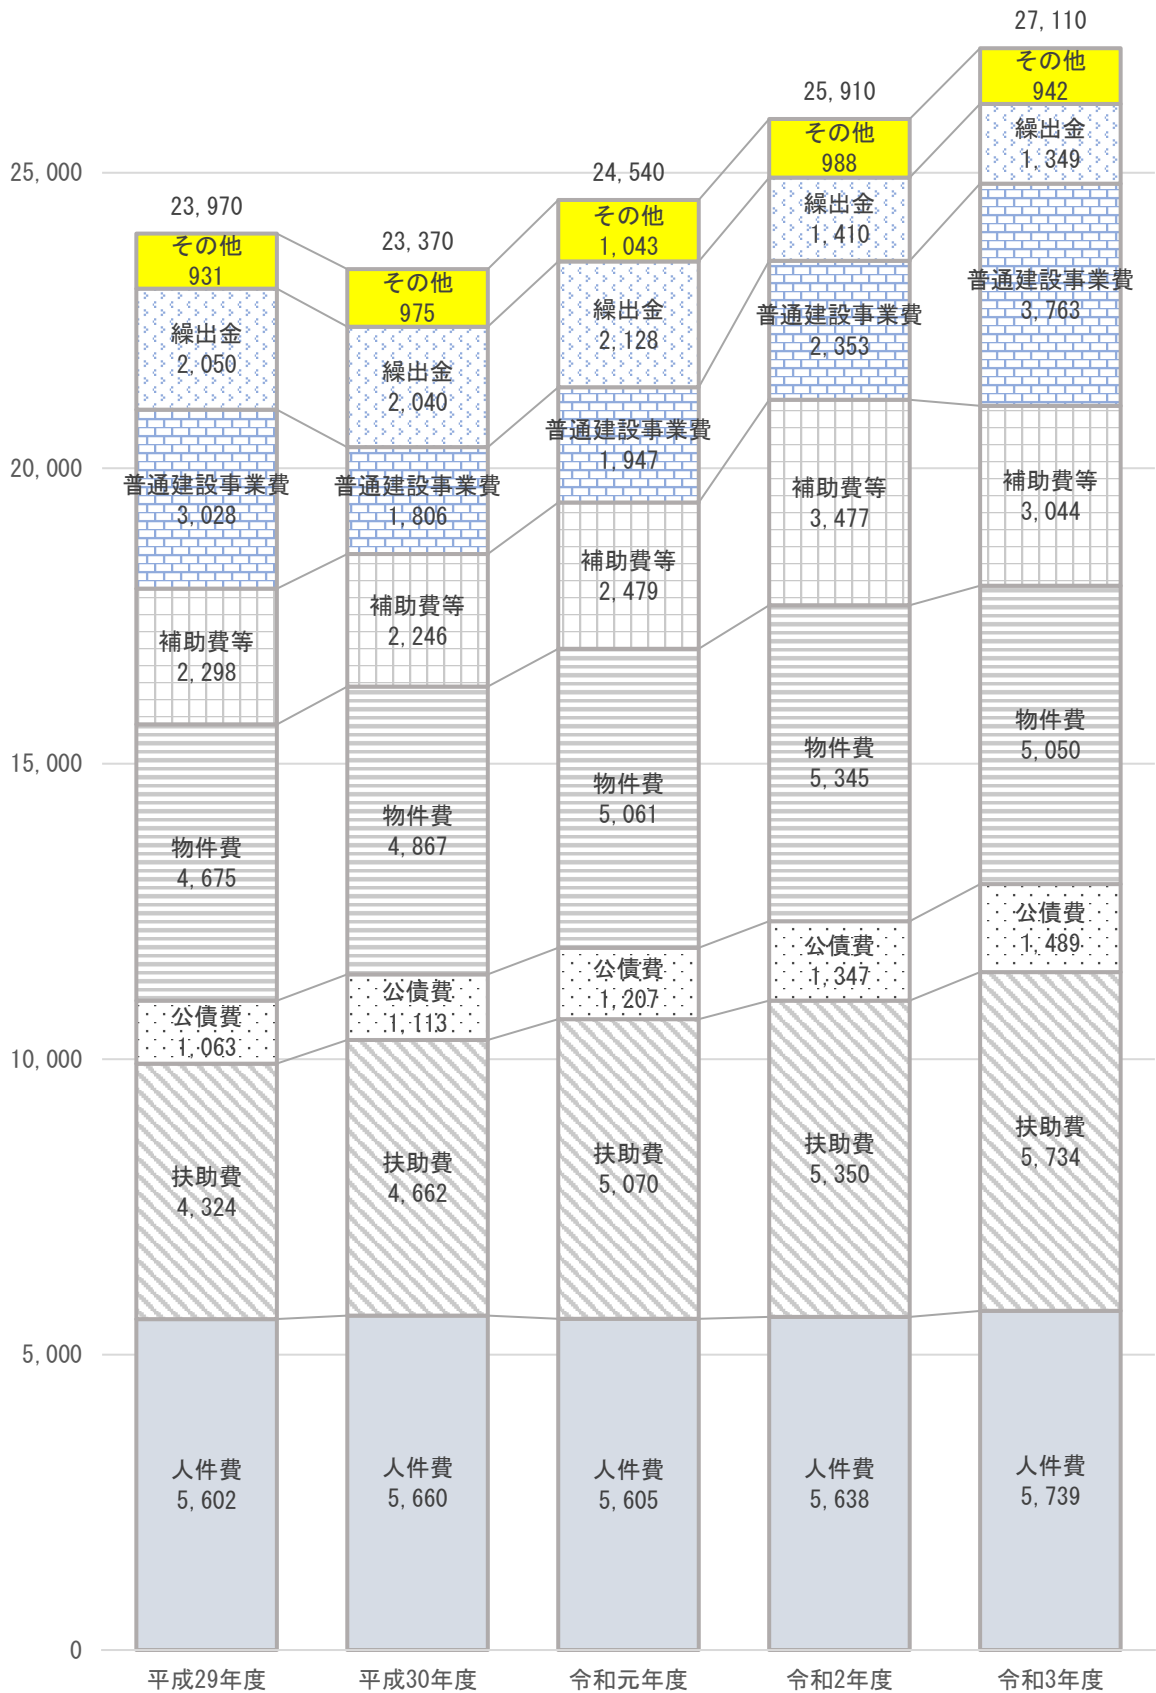 27,110
25,910
24,540
23,970
23,370
25,000
20,000
15,000
10,000
5,000
0
その他
931
繰出金
2,050
普通建設事業費
3,028
補助費等
2,298
物件費
4,675
公債費
1,063
扶助費
4,324
人件費
5,602
その他
975
繰出金
2,040
普通建設事業費
1,806
補助費等
2,246
物件費
4,867
公債費
1,113
扶助費
4,662
人件費
5,660
その他
1,043
繰出金
2,128
普通建設事業費
1,947
補助費等
2,479
物件費
5,061
公債費
1,207
扶助費
5,070
人件費
5,605
その他
988
繰出金
1,410
普通建設事業費
2,353
補助費等
3,477
物件費
5,345
公債費
1,347
扶助費
5,350
人件費
5,638
その他
942
繰出金
1,349
普通建設事業費
3,763
補助費等
3,044
物件費
5,050
公債費
1,489
扶助費
5,734
人件費
5,739
平成29年度
平成30年度
令和元年度
令和2年度
令和3年度